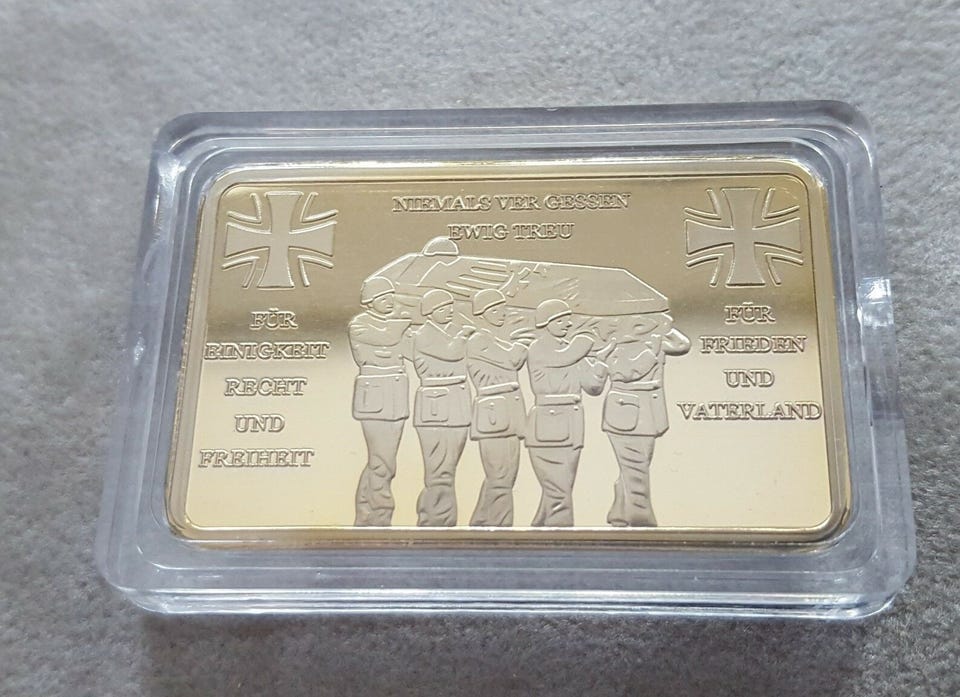 NIEMALS VER GESSEN
EWIG TREU
FÜR
EINIGKEIT
RECHT
UND
FREIHEIT
FÜR
FRIEDEN
UND
VATERLAND